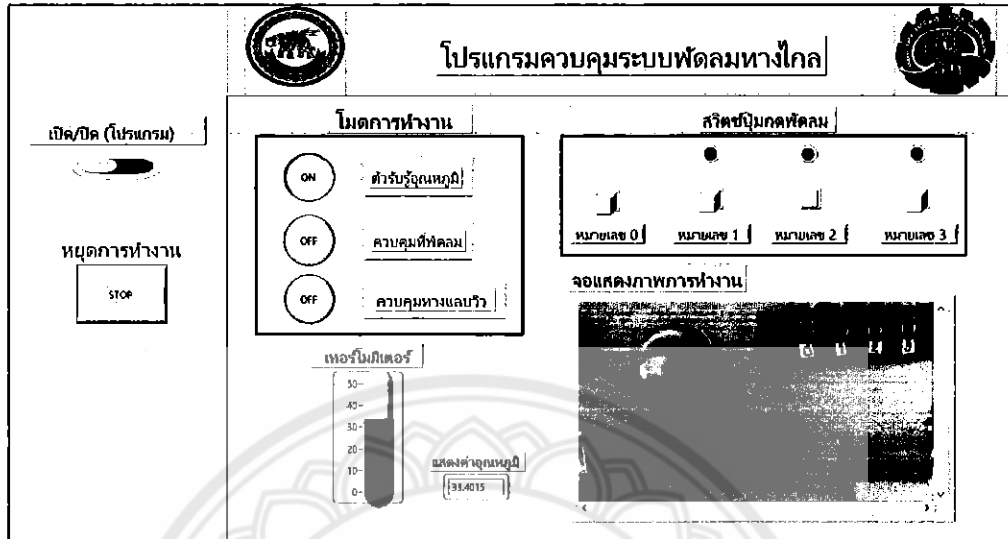 โปรแกรมควบคุมระบบพัดลมทางไกล
เปิด/ปิด (โปรแกรม)
หยุดการทำงาน
STOP
โมดการทำงาน
ON
ตัวรับรู้อุณหภูมิ
OFF
ควบคุมที่พัดลม
OFF
ควบคุมทางแลบวิว
สวิตช์ปุ่มกดพัดลม
หมายเลข 0
หมายเลข 1
หมายเลข 2
หมายเลข 3
จอแสดงภาพการทำงาน
เทอร์โมมิเตอร์
50
40
30
20
10
0
แสดงค่าอุณหภูมิ
33.4015